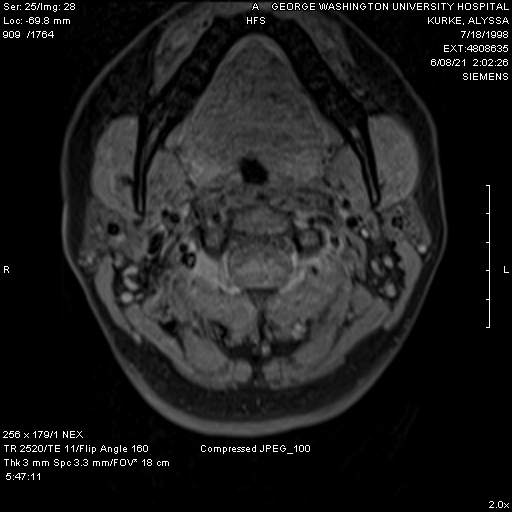 Ser: 25/Img: 28
Loc: -69.8 mm
909 /1764
A GEORGE WASHINGTON UNIVERSITY HOSPITAL
HFS
KURKE, ALYSSA
7/18/1998
EXT:4808635
6/08/21 2:02:26
SIEMENS
R
L
256 x 179/1 NEX
TR 2520/TE 11/Flip Angle 160
Thk 3 mm Spc 3.3 mm/FOV* 18 cm
5:47:11
Compressed JPEG_100
2.0x